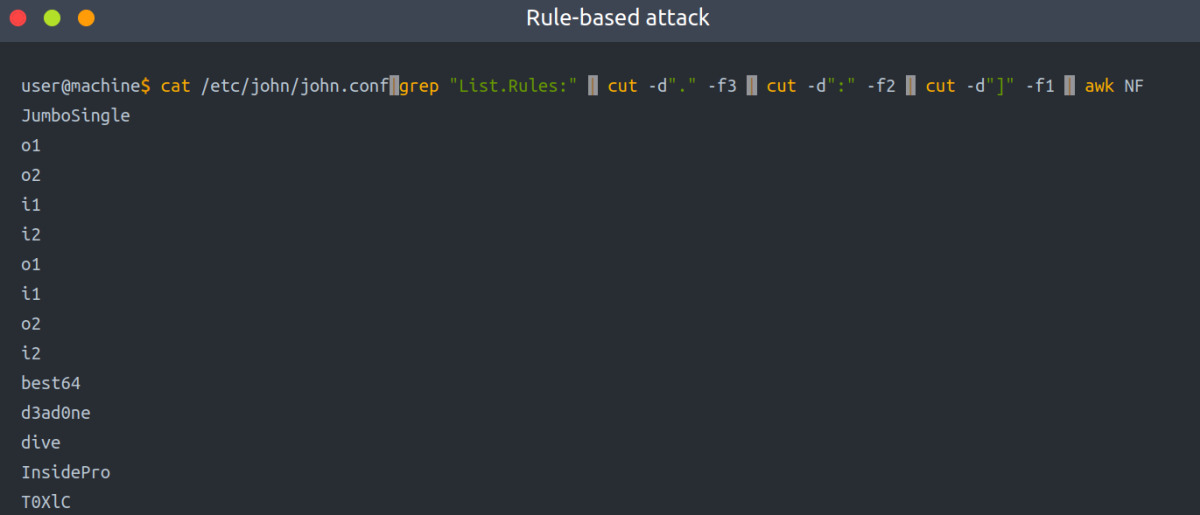 Rule-based attack
user@machine$ cat /etc/john/john.conf|grep "List.Rules:" | cut -d"." -f3 | cut -d":" -f2 | cut -d"]" -f1 | awk NF
JumboSingle
o1
o2
i1
i2
o1
i1
o2
i2
best64
d3ad0ne
dive
InsidePro
T0XlC